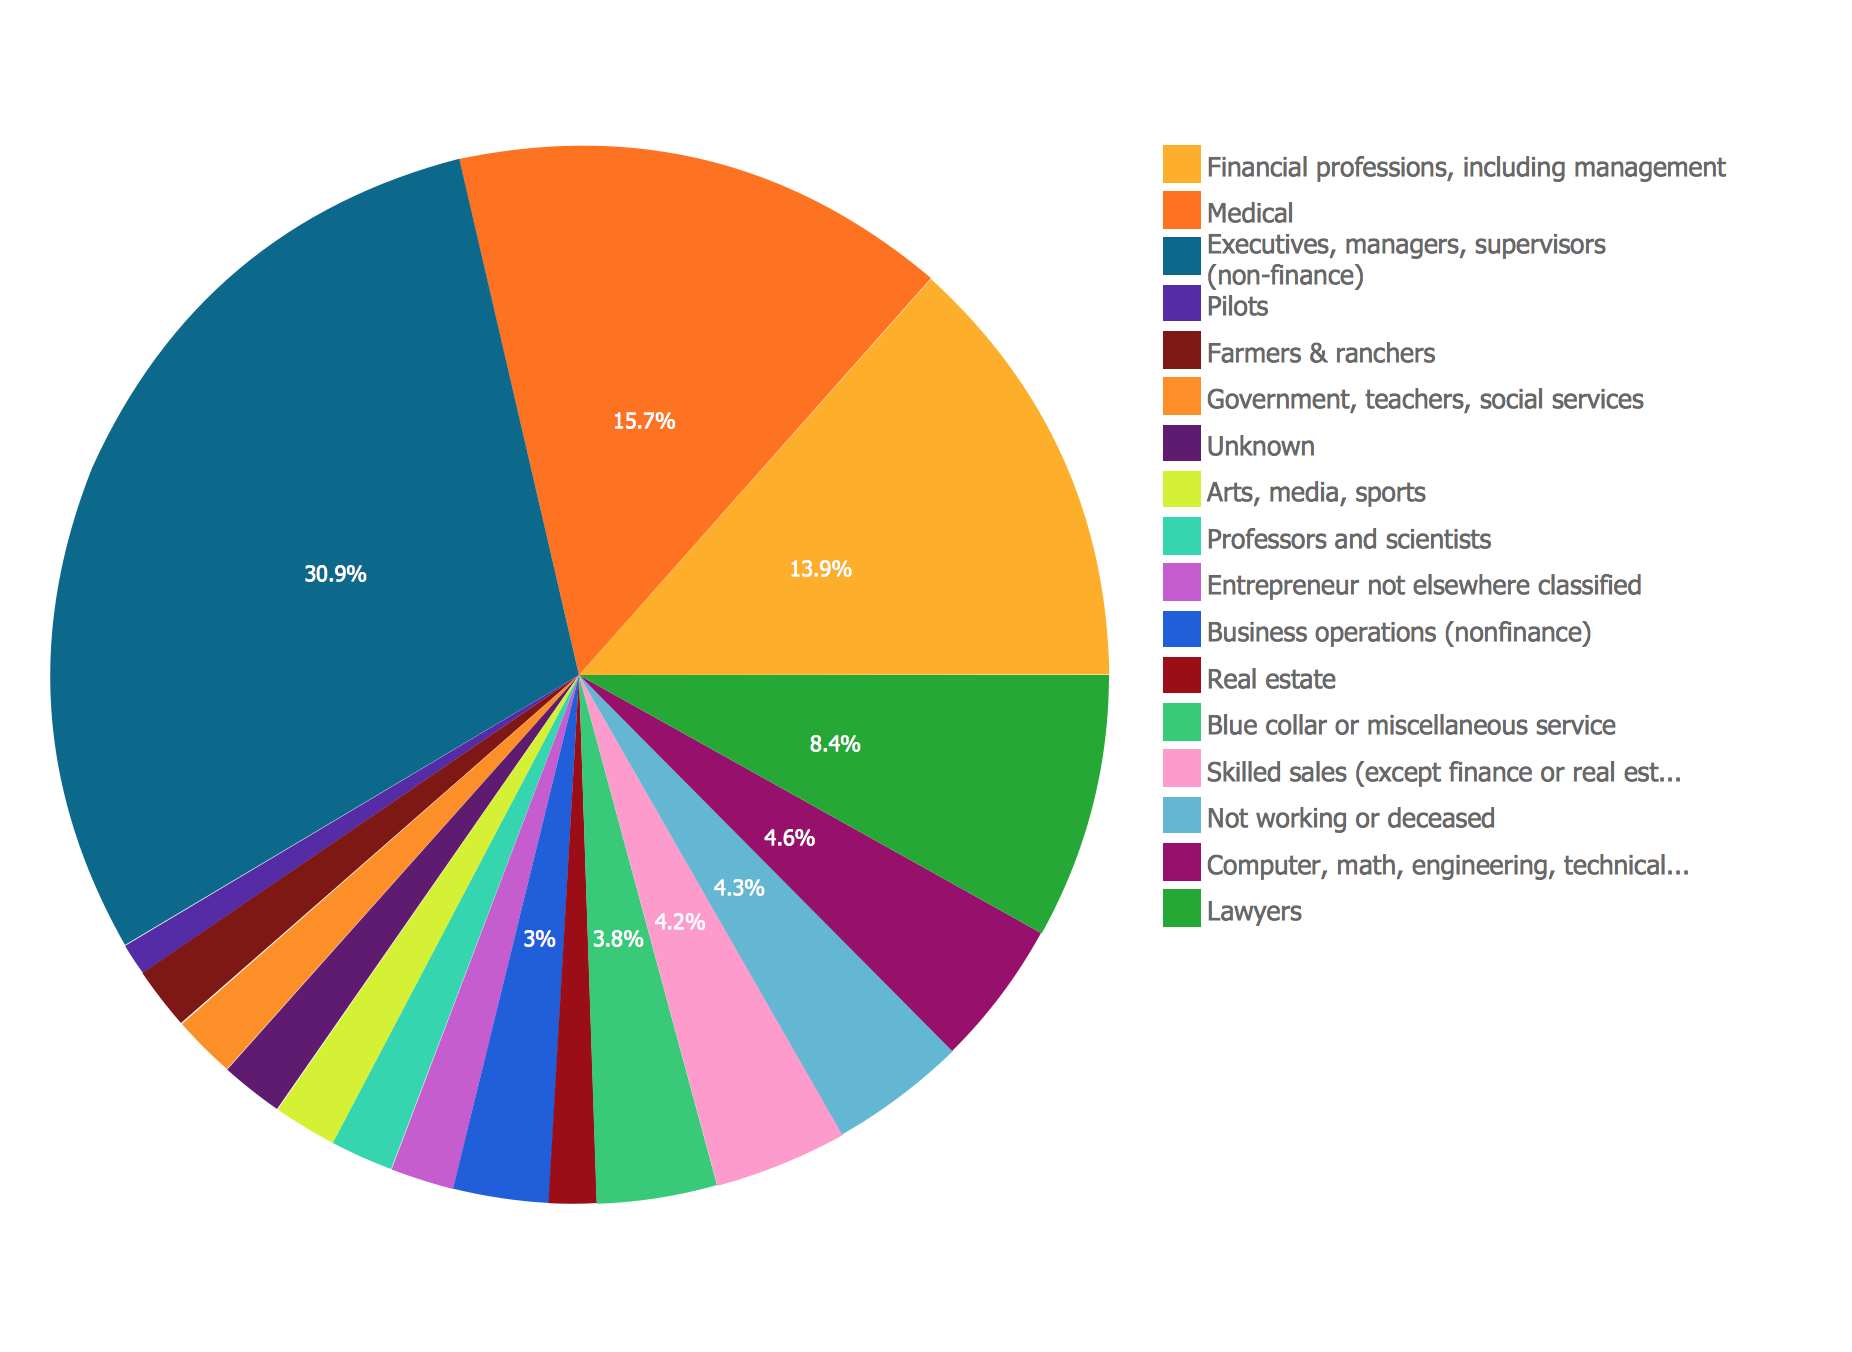 15.7%
13.9%
30.9%
8.4%
4.6%
4.3%
4.2%
3.8%
3%
Financial professions, including management
Medical
Executives, managers, supervisors
(non-finance)
Pilots
Farmers & ranchers
Government, teachers, social services
Unknown
Arts, media, sports
Professors and scientists
Entrepreneur not elsewhere classified
Business operations (nonfinance)
Real estate
Blue collar or miscellaneous service
Skilled sales (except finance or real est...
Not working or deceased
Computer, math, engineering, technical...
Lawyers